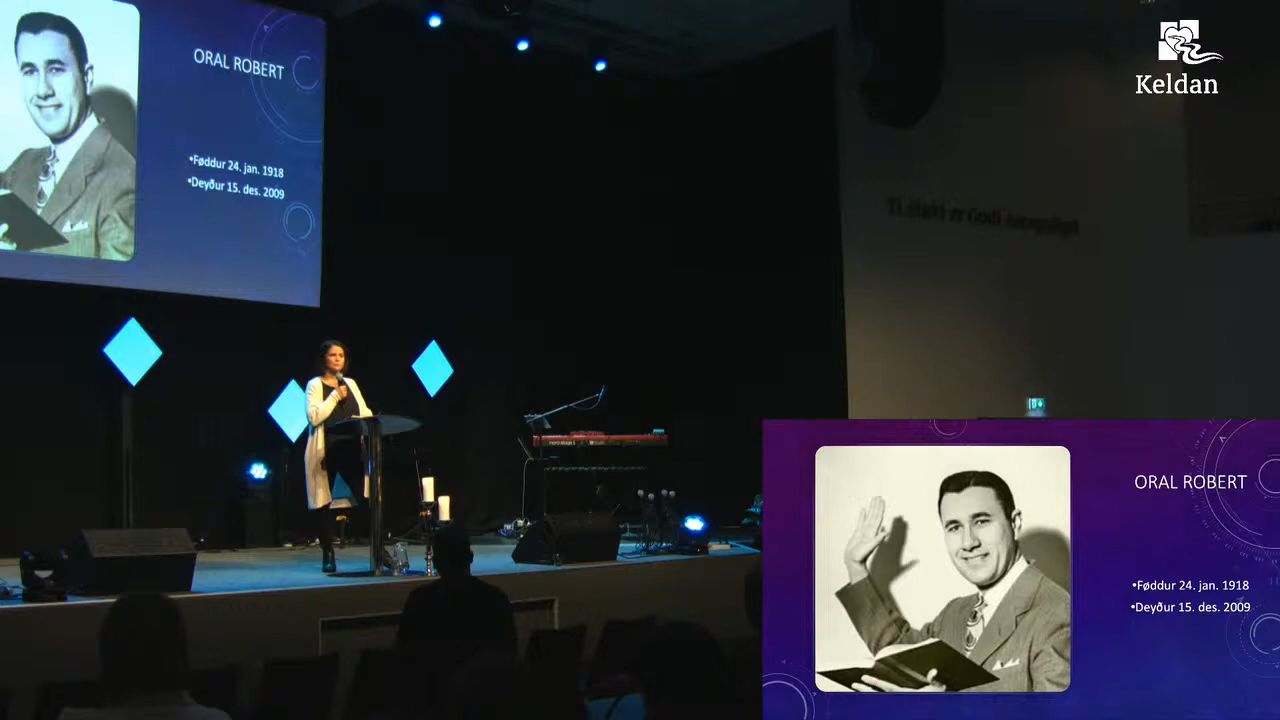 ORAL ROBERT
•Føddur 24. jan. 1918
•Deyður 15. des. 2009
Keldan
ORAL ROBERT
•Føddur 24. jan. 1918
•Deyður 15. des. 2009